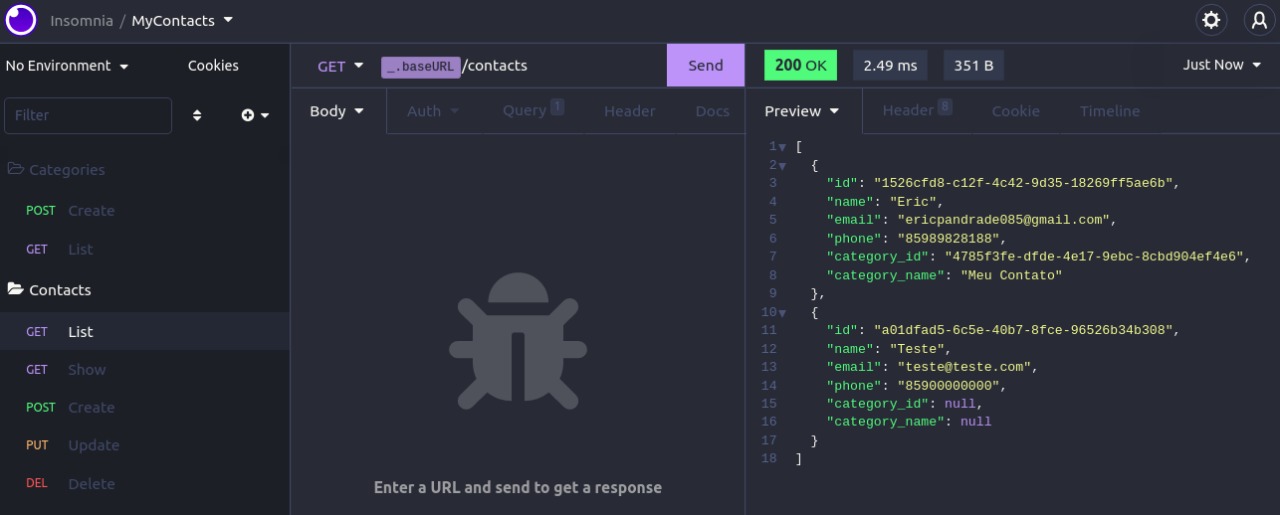 Insomnia / MyContacts
No Environment
Cookies
Filter
Categories
POST Create
GET List
Contacts
GET List
GET Show
POST Create
PUT Update
DEL Delete
GET _.baseURL/contacts Send
Body Auth Query 1 Header Docs
Enter a URL and send to get a response
200 OK 2.49 ms 351 B Just Now
Preview Header 8 Cookie Timeline
1 [
2 {
3 "id": "1526cfd8-c12f-4c42-9d35-18269ff5ae6b",
4 "name": "Eric",
5 "email": "ericpandrade085@gmail.com",
6 "phone": "85989828188",
7 "category_id": "4785f3fe-dfde-4e17-9ebc-8cbd904ef4e6",
8 "category_name": "Meu Contato"
9 },
10 {
11 "id": "a01dfad5-6c5e-40b7-8fce-96526b34b308",
12 "name": "Teste",
13 "email": "teste@teste.com",
14 "phone": "85900000000",
15 "category_id": null,
16 "category_name": null
17 }
18 ]